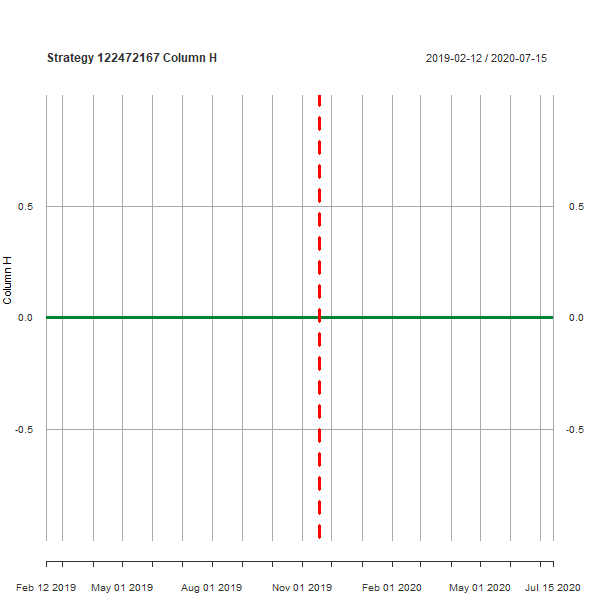 Strategy 122472167 Column H
2019-02-12 / 2020-07-15
0.5
0.5
Column H
0.0
0.0
-0.5
-0.5
Feb 12 2019
May 01 2019
Aug 01 2019
Nov 01 2019
Feb 01 2020
May 01 2020
Jul 15 2020